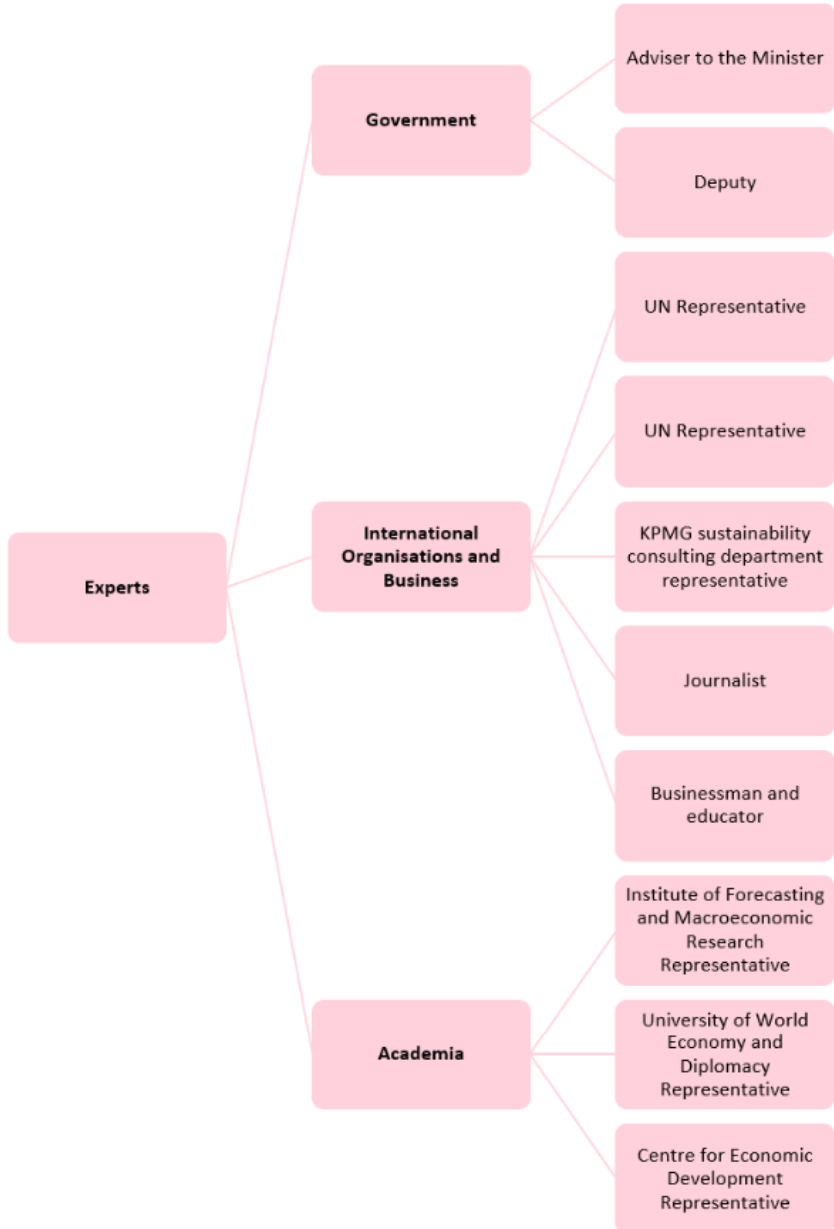 Adviser to the Minister
Government
Deputy
UN Representative
UN Representative
International
Organisations and
Business
KPMG sustainability
consulting department
representative
Experts
Journalist
Businessman and
educator
Institute of Forecasting
and Macroeconomic
Research
Representative
Academia
University of World
Economy and
Diplomacy
Representative
Centre for Economic
Development
Representative